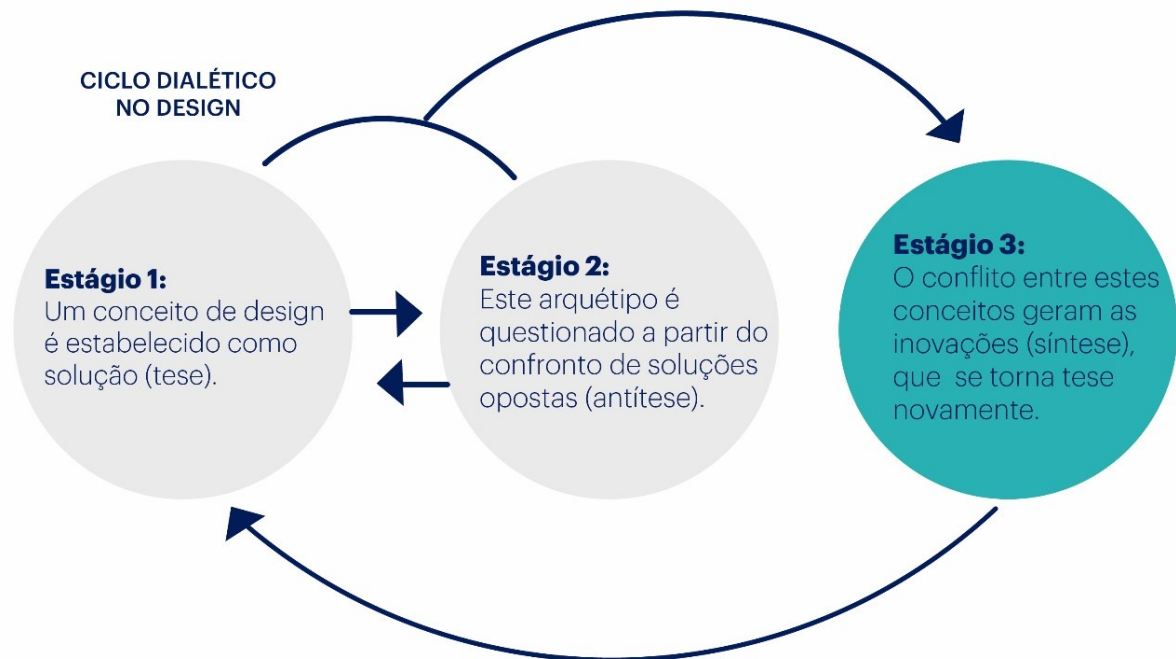 CICLO DIALÉTICO
NO DESIGN
Estágio 1:
Um conceito de design
é estabelecido como
solução (tese).
Estágio 2:
Este arquétipo é
questionado a partir do
confronto de soluções
opostas (antítese).
Estágio 3:
O conflito entre estes
conceitos geram as
inovações (síntese),
que  se torna tese
novamente.